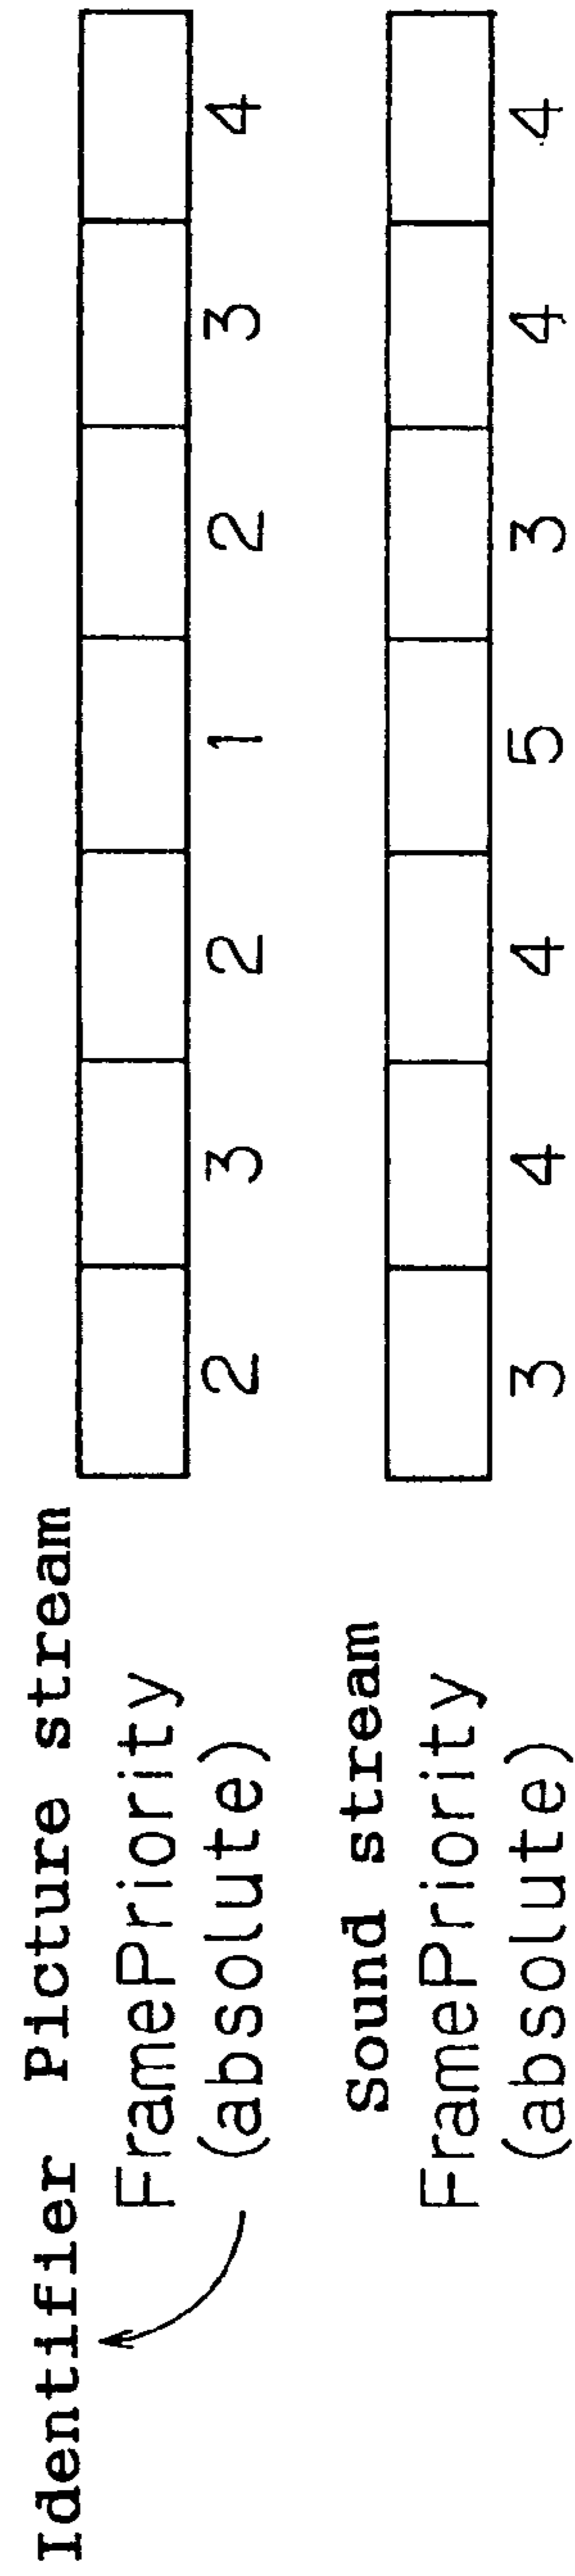 Identifier Picture stream
FramePriority
(absolute) 2 3 2 1 2 3 4
Sound stream
FramePriority
(absolute) 3 4 4 5 3 4 4